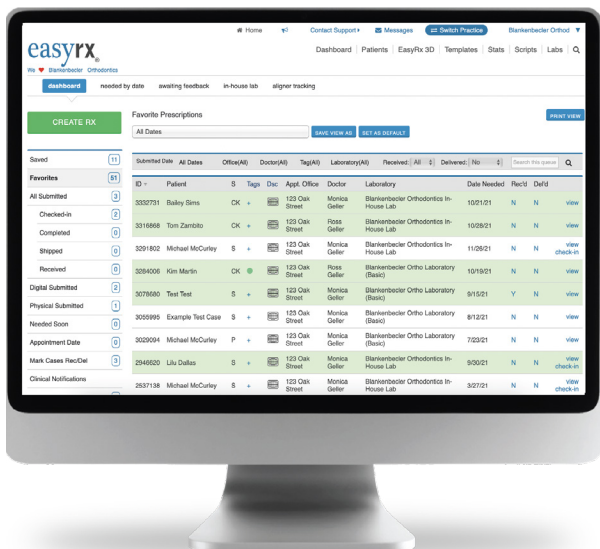 Home Contact Support Messages Switch Practice Blankenbecler Orthod
easyrx®
Dashboard Patients EasyRx 3D Templates Stats Scripts Labs
We Blankenbecler Orthodontics
dashboard needed by date awaiting feedback in-house lab aligner tracking
CREATE RX
Favorite Prescriptions
PRINT VIEW
All Dates SAVE VIEW AS SET AS DEFAULT
Saved 11
Favorites 51
All Submitted 3
Checked-in 2
Completed 0
Shipped 0
Received 0
Digital Submitted 2
Physical Submitted 1
Needed Soon 0
Appointment Date 0
Mark Cases Rec/Del 3
Clinical Notifications
Submitted Date All Dates Office(All) Doctor(All) Tag(All) Laboratory(All) Received: All Delivered: No Search this queue
ID Patient S Tags Dsc Appt. Office Doctor Laboratory Date Needed Rec'd Del'd
3332731 Bailey Sims CK + 123 Oak Street Monica Geller Blankenbecler Orthodontics In-House Lab 10/21/21 N N view
3316868 Tom Zambito CK + 123 Oak Street Ross Geller Blankenbecler Orthodontics In-House Lab 10/28/21 N N view
3291802 Michael McCurley S + 123 Oak Street Monica Geller Blankenbecler Orthodontics In-House Lab 11/26/21 N N view check-in
3284006 Kim Martin CK 123 Oak Street Ross Geller Blankenbecler Ortho Laboratory (Basic) 10/19/21 N N view
3078680 Test Test S + 123 Oak Street Monica Geller Blankenbecler Ortho Laboratory (Basic) 9/15/21 Y N view
3055995 Example Test Case S + 123 Oak Street Monica Geller Blankenbecler Ortho Laboratory (Basic) 8/12/21 N N view
3029094 Michael McCurley P + 123 Oak Street Monica Geller Blankenbecler Ortho Laboratory (Basic) 7/23/21 N N view
2946620 Lilu Dallas S + 123 Oak Street Monica Geller Blankenbecler Orthodontics In-House Lab 9/30/21 N N view check-in
2537138 Michael McCurley S + 123 Oak Street Monica Geller Blankenbecler Orthodontics In-House Lab 3/27/21 N N view check-in